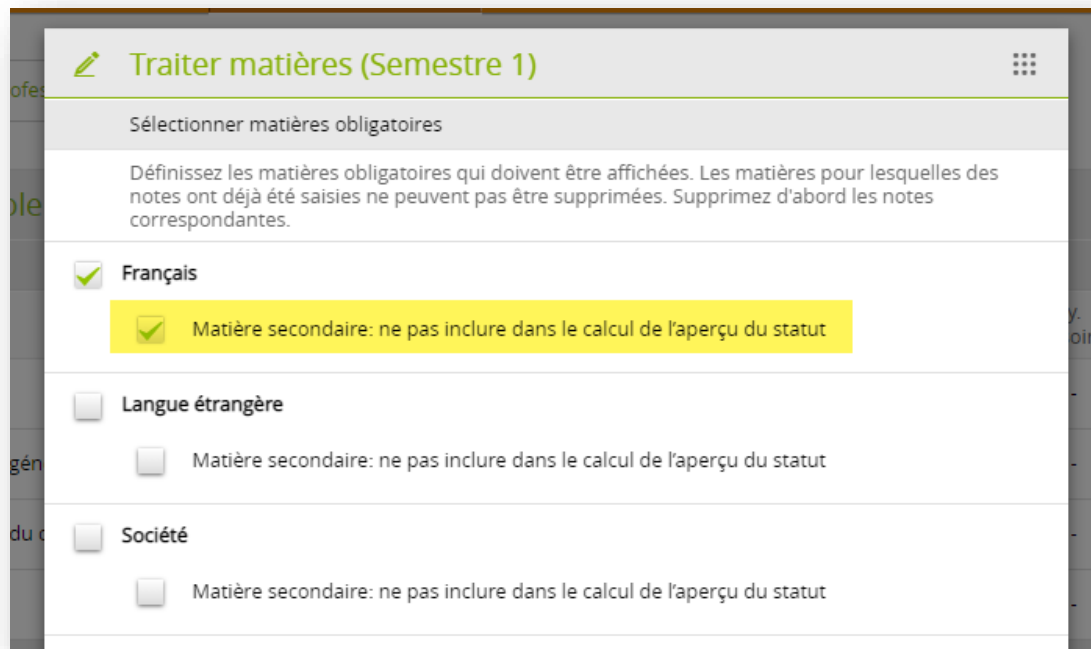 Traiter matières (Semestre 1)
Sélectionner matières obligatoires
Définissez les matières obligatoires qui doivent être affichées. Les matières pour lesquelles des
notes ont déjà été saisies ne peuvent pas être supprimées. Supprimez d'abord les notes
correspondantes.
Français
Matière secondaire: ne pas inclure dans le calcul de l’aperçu du statut
Langue étrangère
Matière secondaire: ne pas inclure dans le calcul de l’aperçu du statut
Société
Matière secondaire: ne pas inclure dans le calcul de l’aperçu du statut